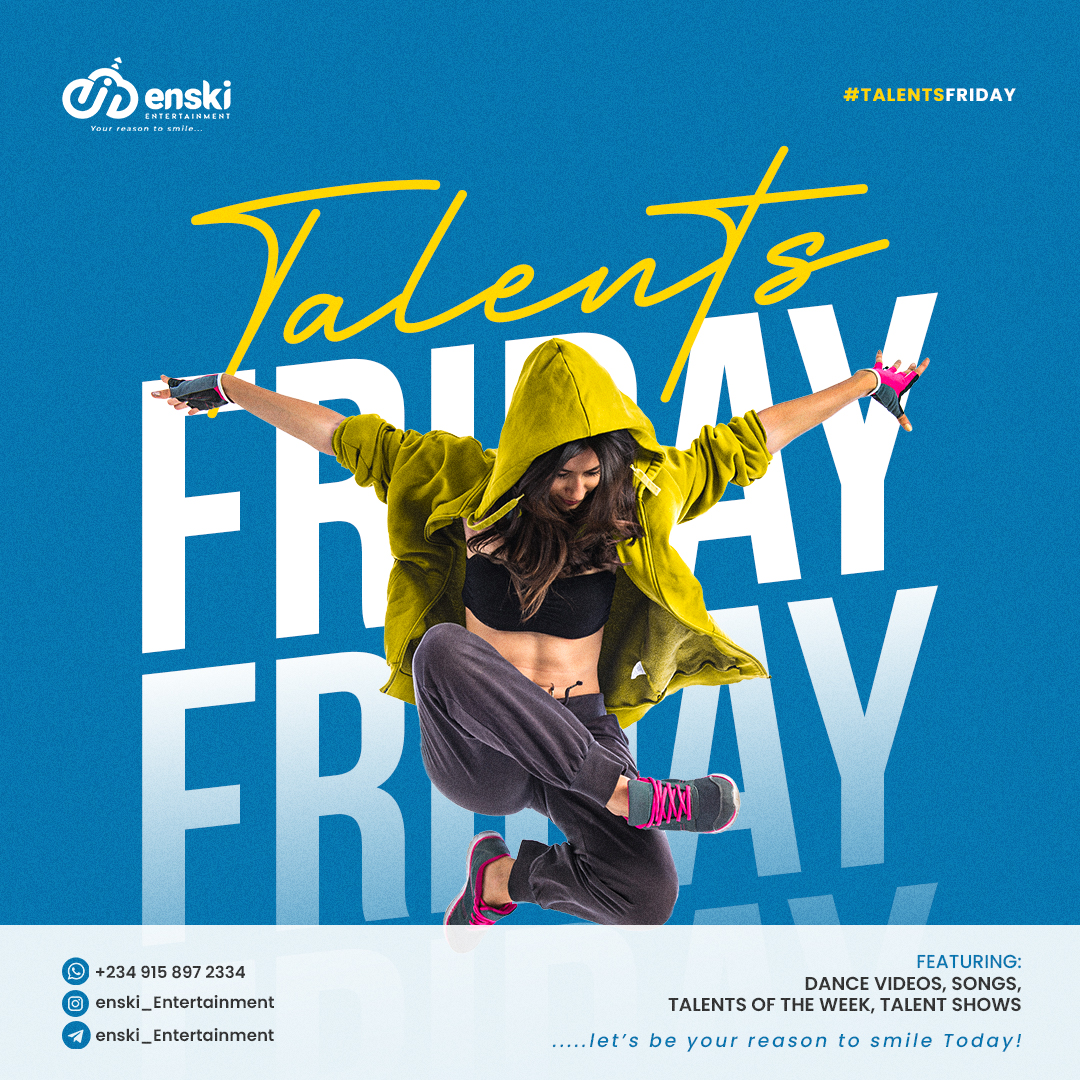 enski
ENTERTAINMENT
Your reason to smile...
#TALENTSFRIDAY
Talents
FRIDAY
FRIDAY
FRIDAY
+234 915 897 2334
enski_Entertainment
enski_Entertainment
FEATURING:
DANCE VIDEOS, SONGS,
TALENTS OF THE WEEK, TALENT SHOWS
.....let's be your reason to smile Today!